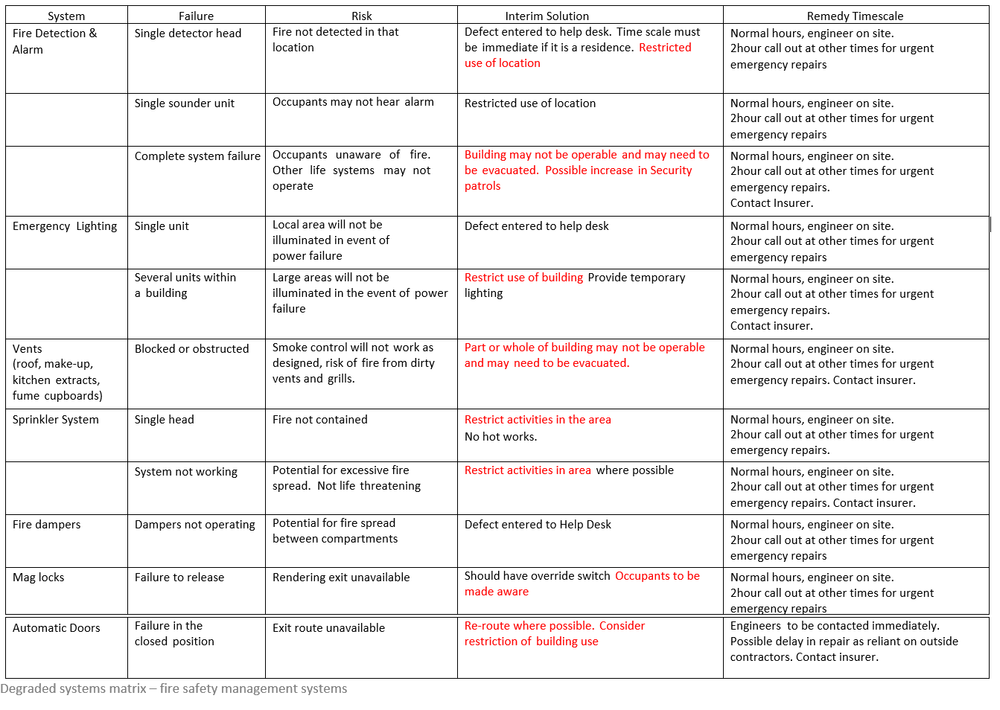 System Failure Risk Interim Solution Remedy Timescale
Fire Detection &
Alarm
Single detector head
Fire not detected in that
location
Defect entered to help desk. Time scale must
be immediate if it is a residence. Restricted
use of location
Normal hours, engineer on site.
2hour call out at other times for urgent
emergency repairs
Single sounder unit
Occupants may not hear alarm
Restricted use of location
Normal hours, engineer on site.
2hour call out at other times for urgent
emergency repairs
Complete system failure
Occupants unaware of fire.
Other life systems may not
operate
Building may not be operable and may need to
be evacuated. Possible increase in Security
patrols
Normal hours, engineer on site.
2hour call out at other times for urgent
emergency repairs.
Contact Insurer.
Emergency Lighting
Single unit
Local area will not be
illuminated in event of
power failure
Defect entered to help desk
Normal hours, engineer on site.
2hour call out at other times for urgent
emergency repairs
Several units within
a building
Large areas will not be
illuminated in the event of power
failure
Restrict use of building Provide temporary
lighting
Normal hours, engineer on site.
2hour call out at other times for urgent
emergency repairs.
Contact insurer.
Vents
(roof, make-up,
kitchen extracts,
fume cupboards)
Blocked or obstructed
Smoke control will not work as
designed, risk of fire from dirty
vents and grills.
Part or whole of building may not be operable
and may need to be evacuated.
Normal hours, engineer on site.
2hour call out at other times for urgent
emergency repairs. Contact insurer.
Sprinkler System
Single head
Fire not contained
Restrict activities in the area
No hot works.
Normal hours, engineer on site.
2hour call out at other times for urgent
emergency repairs.
System not working
Potential for excessive fire
spread. Not life threatening
Restrict activities in area where possible
Normal hours, engineer on site.
2hour call out at other times for urgent
emergency repairs. Contact insurer.
Fire dampers
Dampers not operating
Potential for fire spread
between compartments
Defect entered to Help Desk
Normal hours, engineer on site.
2hour call out at other times for urgent
emergency repairs
Mag locks
Failure to release
Rendering exit unavailable
Should have override switch Occupants to be
made aware
Normal hours, engineer on site.
2hour call out at other times for urgent
emergency repairs
Automatic Doors
Failure in the
closed position
Exit route unavailable
Re-route where possible. Consider
restriction of building use
Engineers to be contacted immediately.
Possible delay in repair as reliant on outside
contractors. Contact insurer.
Degraded systems matrix – fire safety management systems